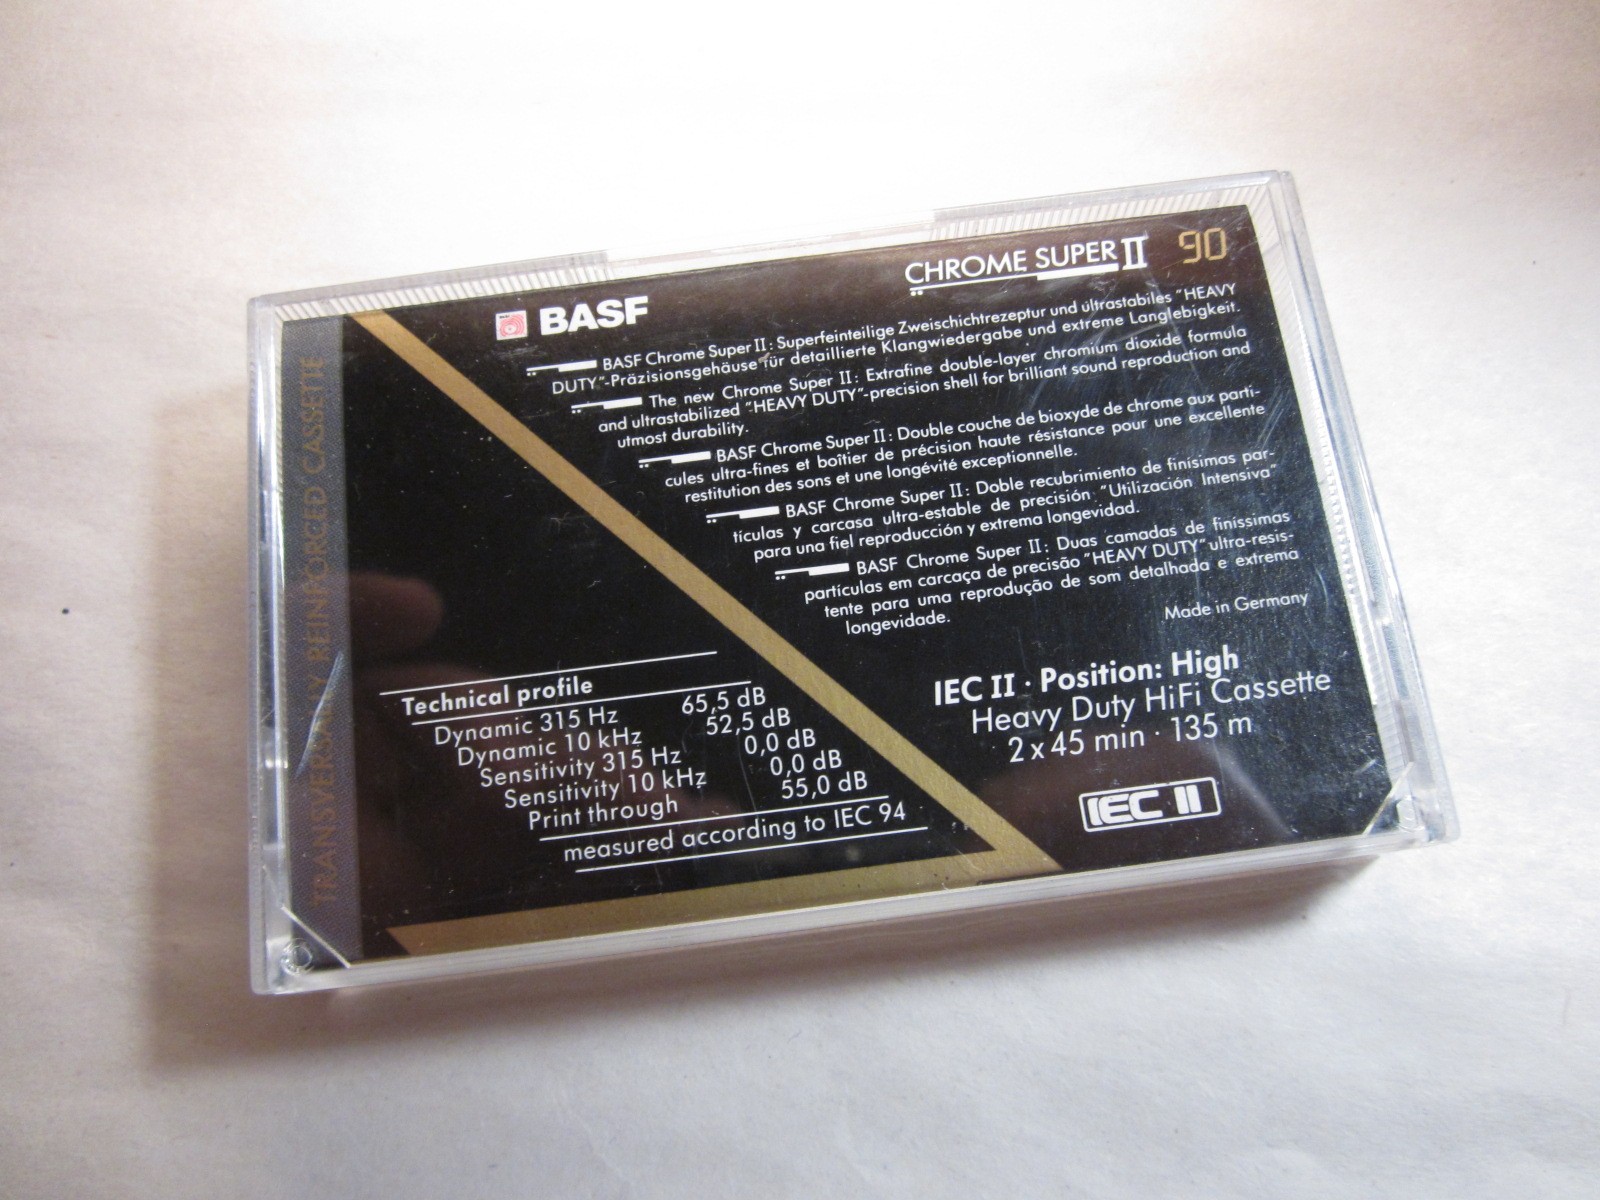 CHROME SUPER II 90
BASF
BASF Chrome Super II: Superfeinteilige Zweischichtrezeptur und ultrastabiles "HEAVY
DUTY"-Präzisionsgehäuse für detaillierte Klangwiedergabe und extreme Langlebigkeit.
The new Chrome Super II: Extrafine double-layer chromium dioxide formula
and ultrastabilized "HEAVY DUTY"-precision shell for brilliant sound reproduction and
utmost durability.
BASF Chrome Super II: Double couche de bioxyde de chrome aux parti-
cules ultra-fines et boîtier de précision haute résistance pour une excellente
restitution des sons et une longévité exceptionnelle.
BASF Chrome Super II: Doble recubrimiento de finísimas par-
tículas y carcasa ultra-estable de precisión "Utilización Intensiva"
para una fiel reproducción y extrema longevidad.
BASF Chrome Super II: Duas camadas de finíssimas
partículas em carcaça de precisão "HEAVY DUTY" ultra-resis-
tente para uma reprodução de som detalhada e extrema
longevidade.
Made in Germany
IEC II · Position: High
Heavy Duty HiFi Cassette
2 x 45 min · 135 m
IEC II
Technical profile
Dynamic 315 Hz 65,5 dB
Dynamic 10 kHz 52,5 dB
Sensitivity 315 Hz 0,0 dB
Sensitivity 10 kHz 0,0 dB
Print through 55,0 dB
measured according to IEC 94
TRANSVERSALLY REINFORCED CASSETTE